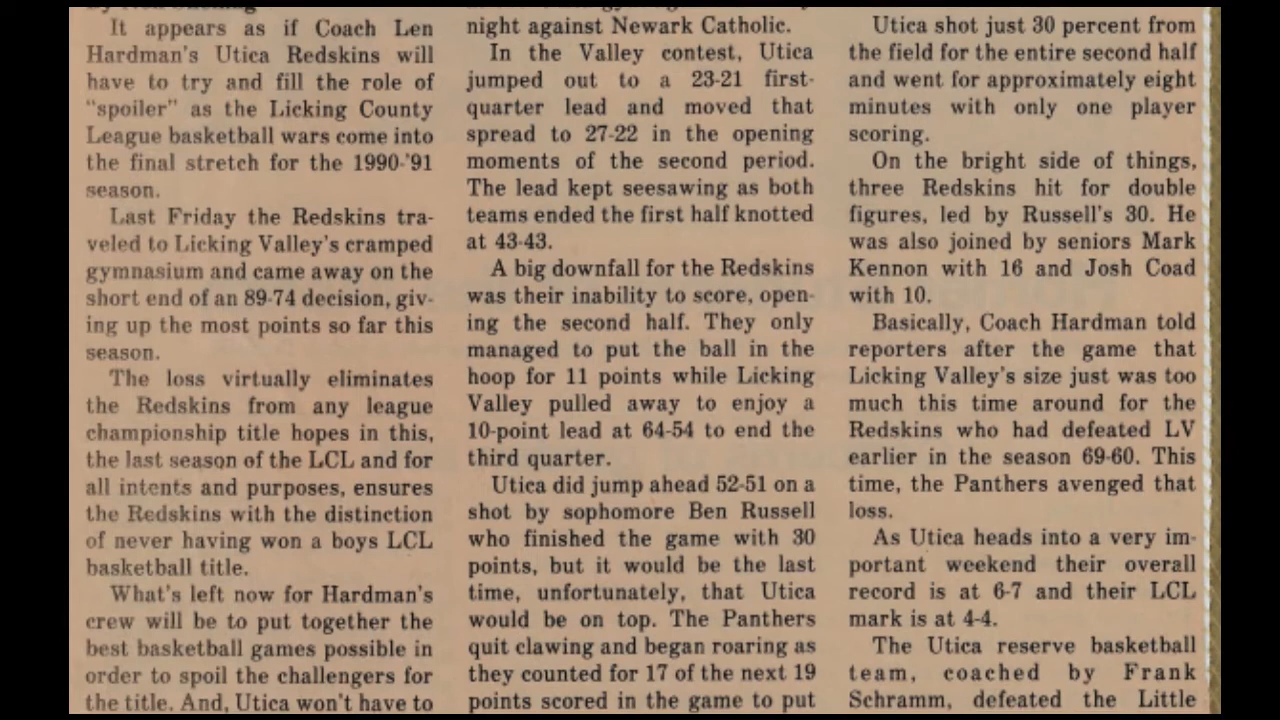 It appears as if Coach Len
Hardman's Utica Redskins will
have to try and fill the role of
"spoiler" as the Licking County
League basketball wars come into
the final stretch for the 1990-'91
season.
Last Friday the Redskins tra-
veled to Licking Valley's cramped
gymnasium and came away on the
short end of an 89-74 decision, giv-
ing up the most points so far this
season.
The loss virtually eliminates
the Redskins from any league
championship title hopes in this,
the last season of the LCL and for
all intents and purposes, ensures
the Redskins with the distinction
of never having won a boys LCL
basketball title.
What's left now for Hardman's
crew will be to put together the
best basketball games possible in
order to spoil the challengers for
the title. And, Utica won't have to
night against Newark Catholic.
In the Valley contest, Utica
jumped out to a 23-21 first-
quarter lead and moved that
spread to 27-22 in the opening
moments of the second period.
The lead kept seesawing as both
teams ended the first half knotted
at 43-43.
A big downfall for the Redskins
was their inability to score, open-
ing the second half. They only
managed to put the ball in the
hoop for 11 points while Licking
Valley pulled away to enjoy a
10-point lead at 64-54 to end the
third quarter.
Utica did jump ahead 52-51 on a
shot by sophomore Ben Russell
who finished the game with 30
points, but it would be the last
time, unfortunately, that Utica
would be on top. The Panthers
quit clawing and began roaring as
they counted for 17 of the next 19
points scored in the game to put
Utica shot just 30 percent from
the field for the entire second half
and went for approximately eight
minutes with only one player
scoring.
On the bright side of things,
three Redskins hit for double
figures, led by Russell's 30. He
was also joined by seniors Mark
Kennon with 16 and Josh Coad
with 10.
Basically, Coach Hardman told
reporters after the game that
Licking Valley's size just was too
much this time around for the
Redskins who had defeated LV
earlier in the season 69-60. This
time, the Panthers avenged that
loss.
As Utica heads into a very im-
portant weekend their overall
record is at 6-7 and their LCL
mark is at 4-4.
The Utica reserve basketball
team, coached by Frank
Schramm, defeated the Little